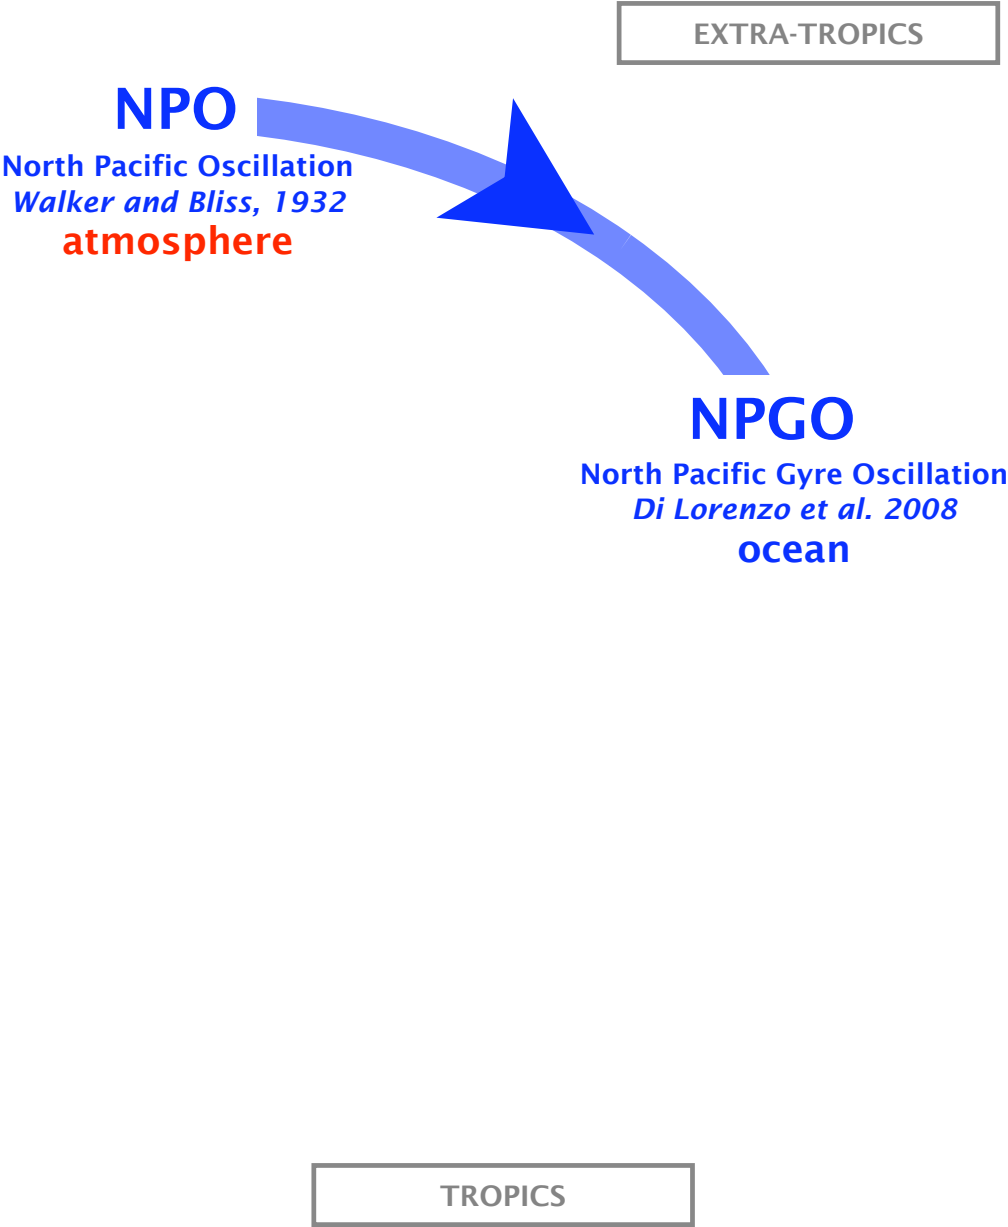 EXTRA-TROPICS
NPO
North Pacific Oscillation
Walker and Bliss, 1932
atmosphere
NPGO
North Pacific Gyre Oscillation
Di Lorenzo et al. 2008
ocean
TROPICS